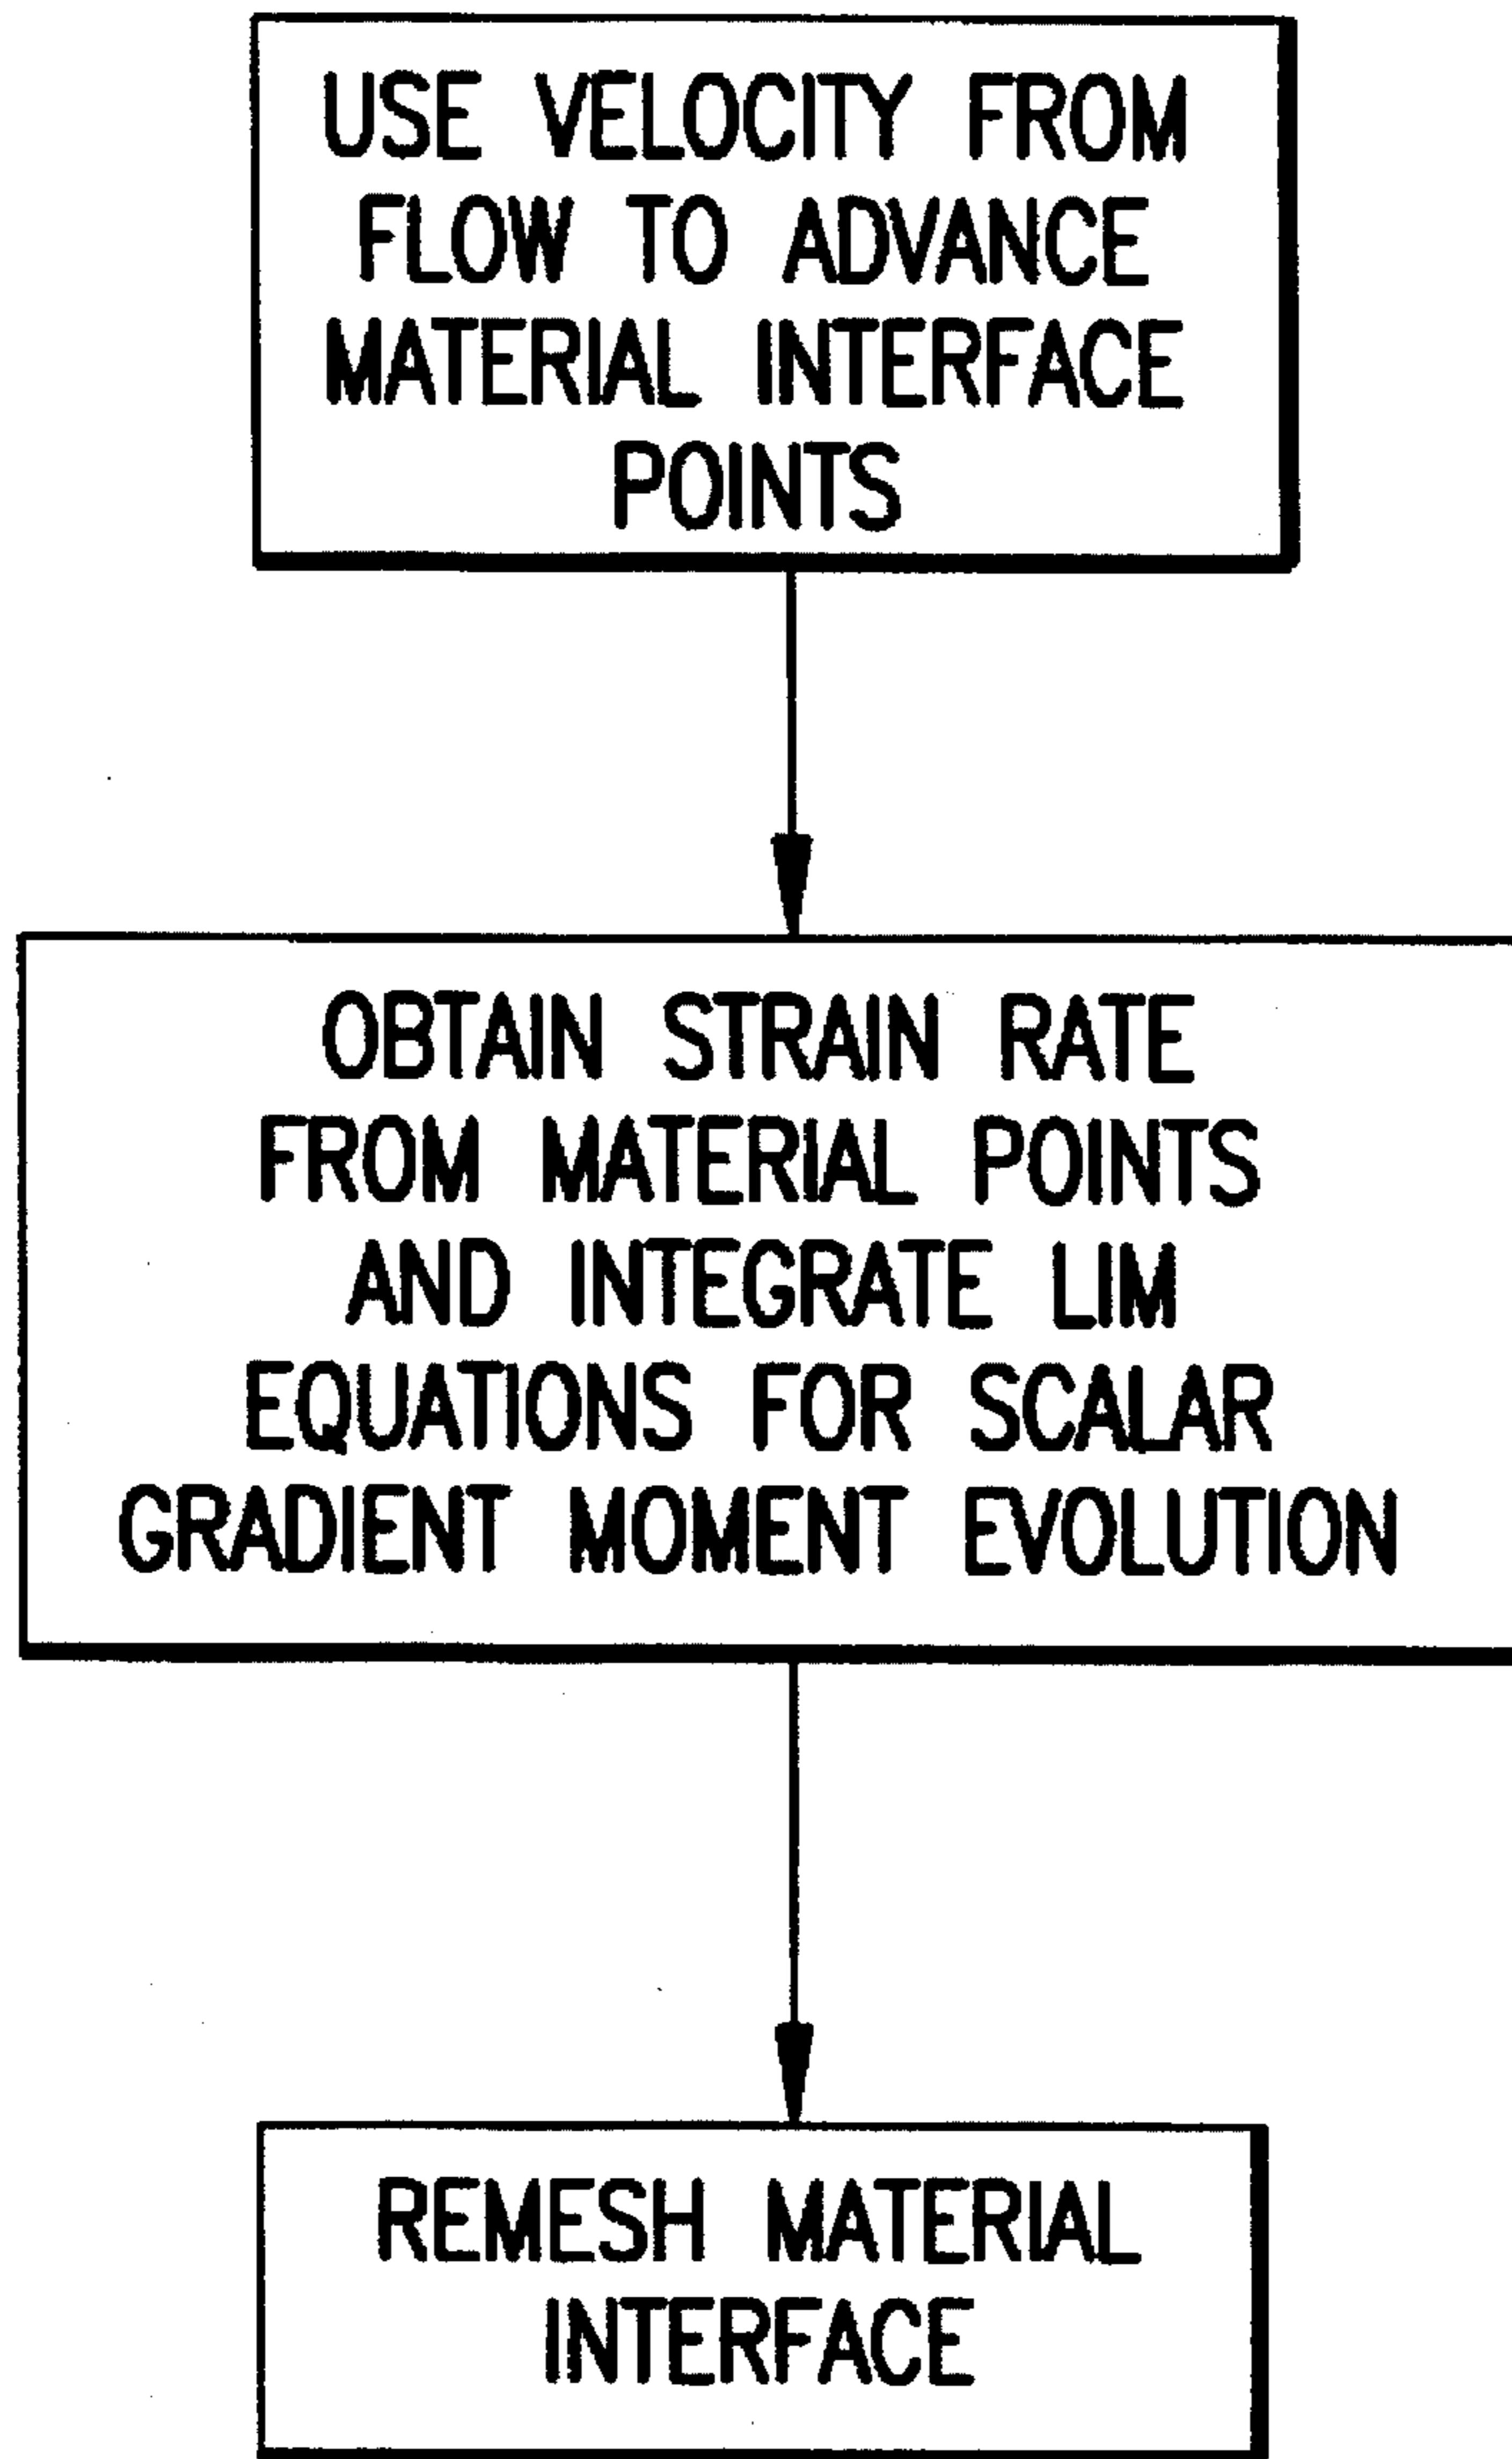 USE VELOCITY FROM
FLOW TO ADVANCE
MATERIAL INTERFACE
POINTS
OBTAIN STRAIN RATE
FROM MATERIAL POINTS
AND INTEGRATE LIM
EQUATIONS FOR SCALAR
GRADIENT MOMENT EVOLUTION
REMESH MATERIAL
INTERFACE